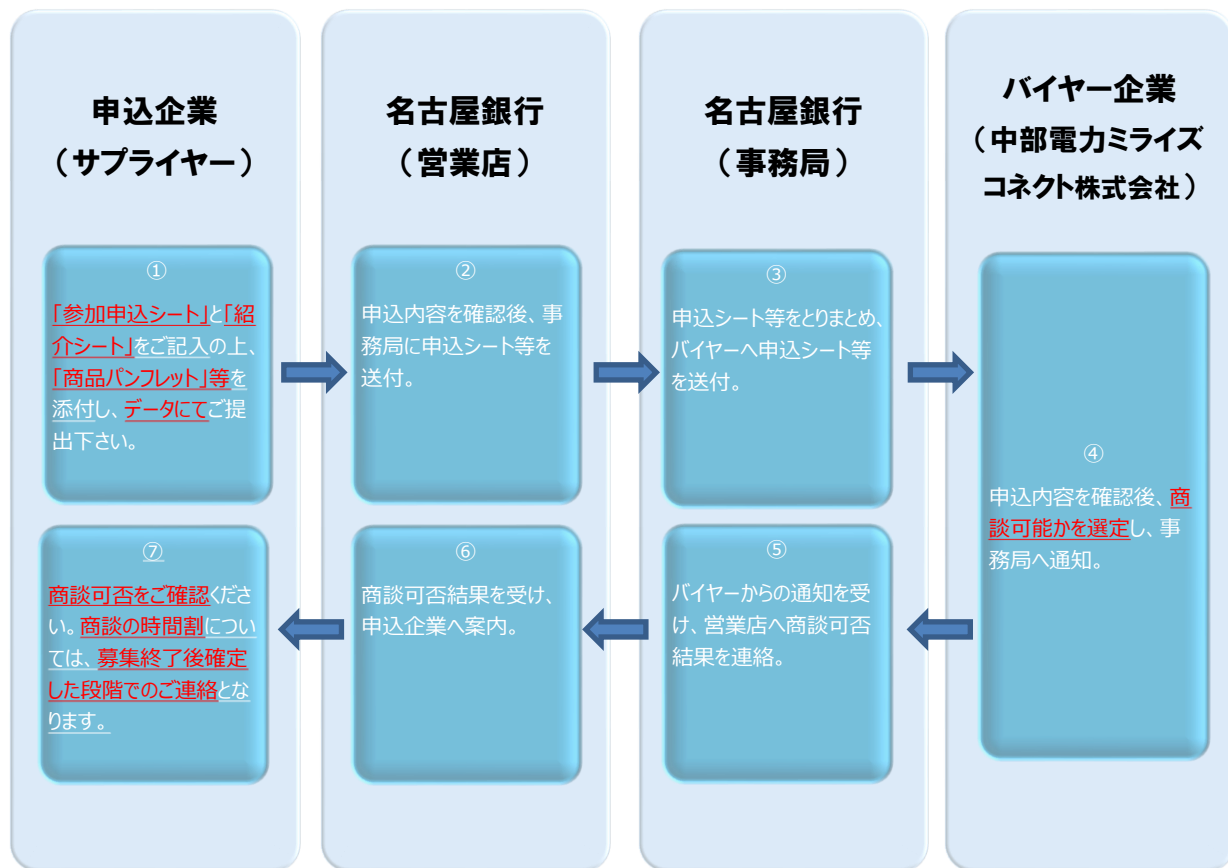 申込企業
（サプライヤー）
名古屋銀行
（営業店）
名古屋銀行
（事務局）
バイヤー企業
（中部電力ミライズ
コネクト株式会社）
①
「参加申込シート」と「紹
介シート」をご記入の上、
「商品パンフレット」等を
添付し、データにてご提
出下さい。
②
申込内容を確認後、事
務局に申込シート等を
送付。
③
申込シート等をとりまとめ、
バイヤーへ申込シート等
を送付。
④
申込内容を確認後、商
談可能かを選定し、事
務局へ通知。
⑤
バイヤーからの通知を受
け、営業店へ商談可否
結果を連絡。
⑥
商談可否結果を受け、
申込企業へ案内。
⑦
商談可否をご確認くださ
い。商談の時間割につい
ては、募集終了後確定
した段階でのご連絡とな
ります。